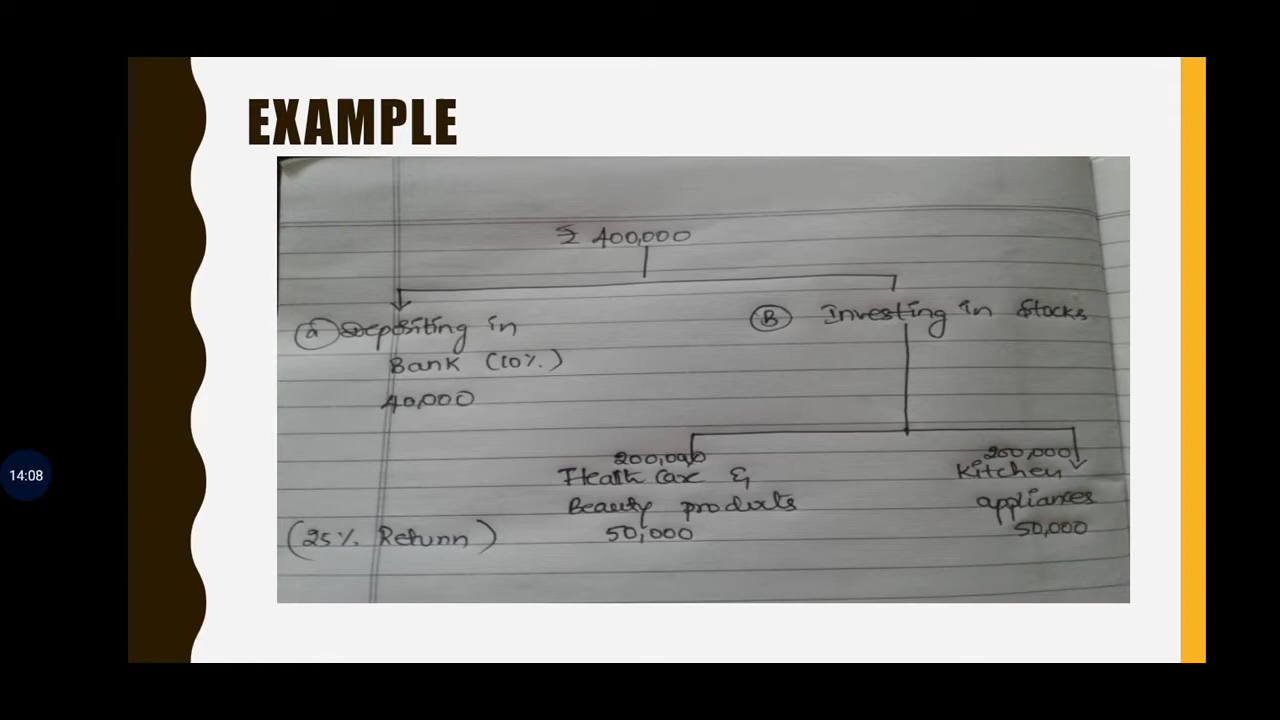 EXAMPLE
₹ 400,000
(a) Depositing in
Bank (10%)
40,000
(B) Investing in Stocks
200,000
Health Care &
Beauty products
50,000
200,000
Kitchen
appliances
50,000
(25% Return)
14:08